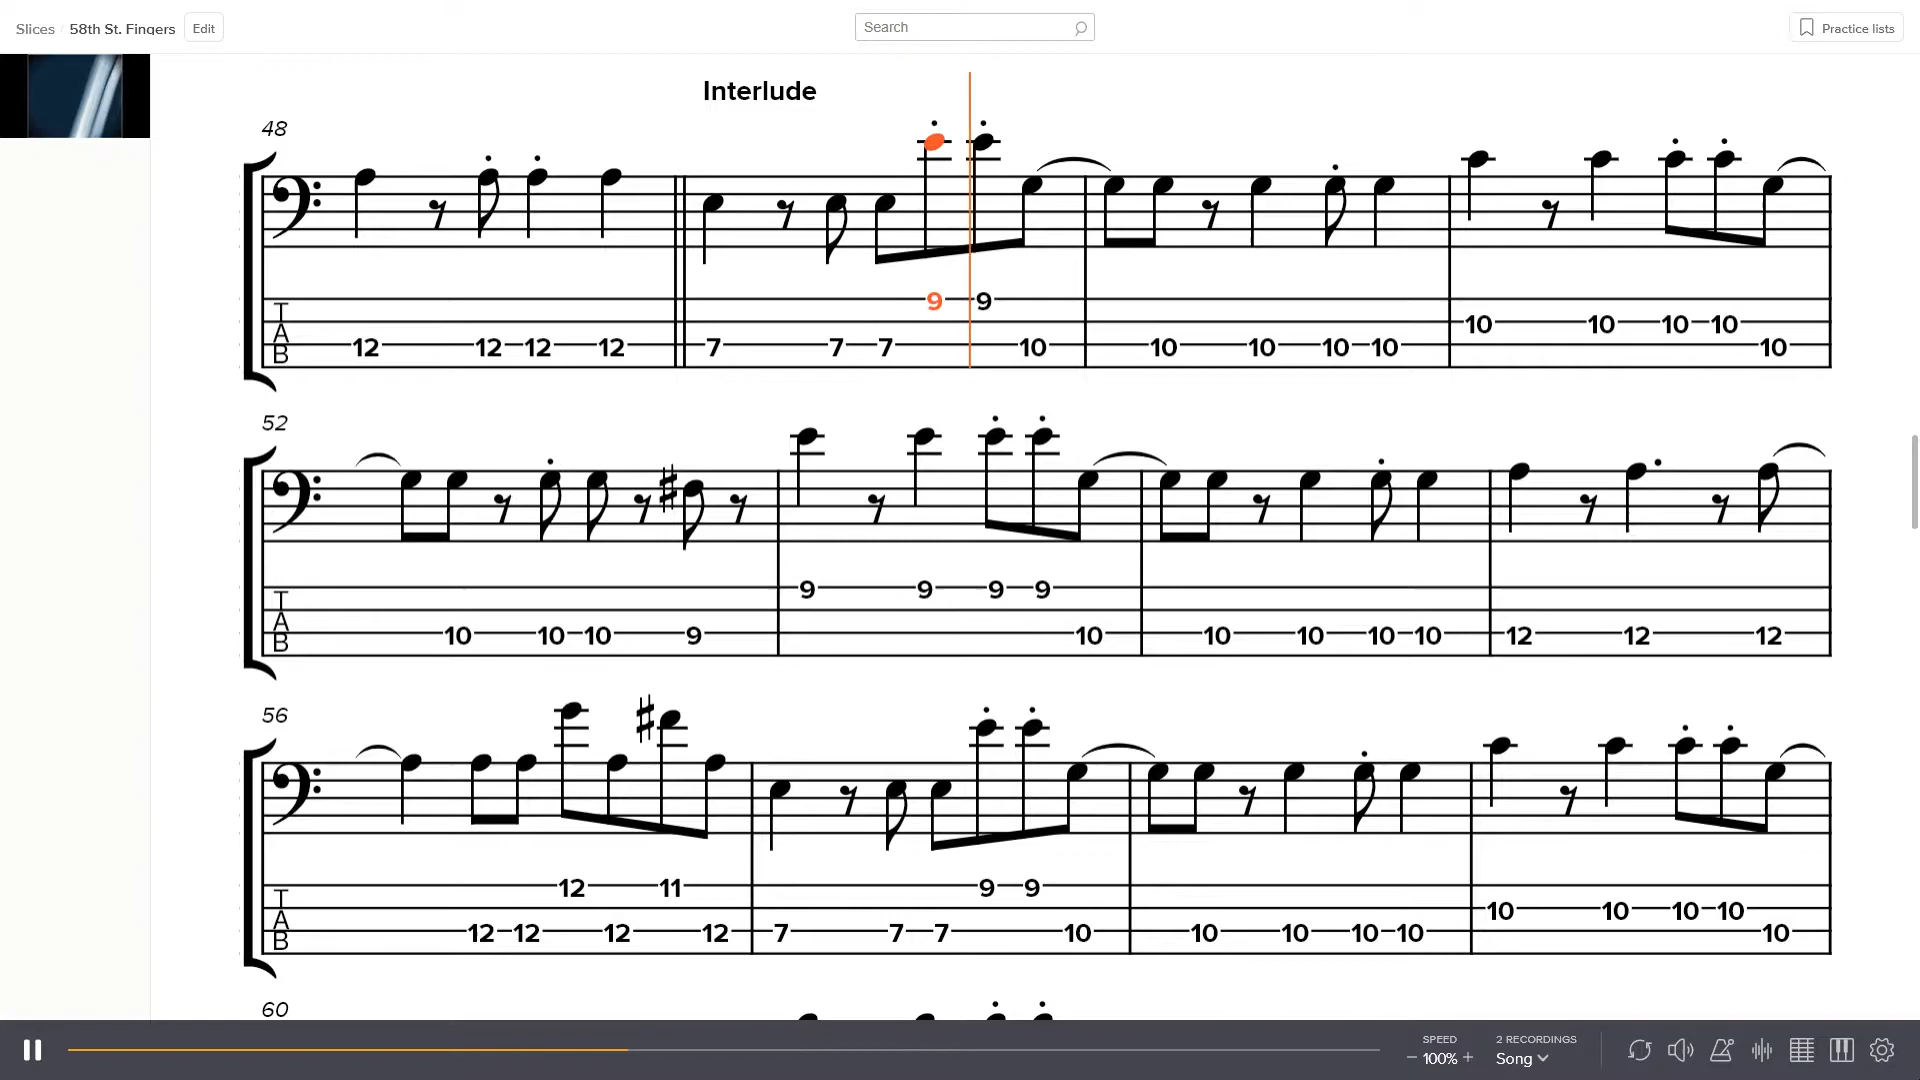 Slices / 58th St. Fingers Edit
Search
Practice lists
Interlude
48
9 9
10 10 10 10
12 12 12 12 7 7 7 10 10 10 10 10 10
TAB
52
9 9 9 9
10 10 10 9 10 10 10 10 10 12 12 12
TAB
56
12 11 9 9
10 10 10 10
12 12 12 12 7 7 7 10 10 10 10 10 10
TAB
60
SPEED
100%
2 RECORDINGS
Song